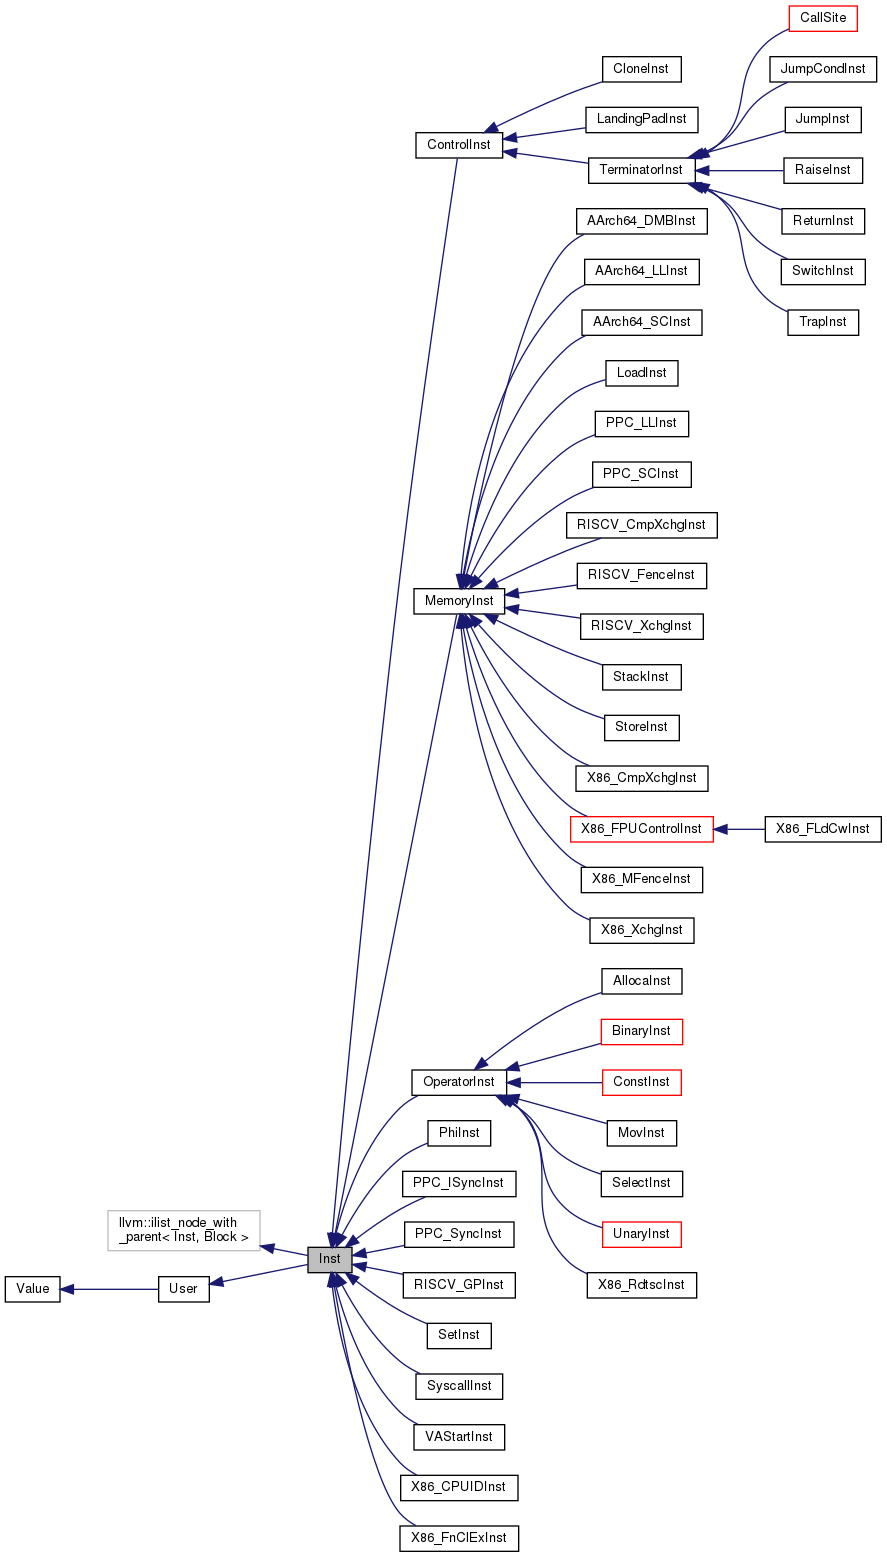 CallSite
CloneInst
JumpCondInst
LandingPadInst
JumpInst
ControlInst
TerminatorInst
RaiseInst
AArch64_DMBInst
ReturnInst
AArch64_LLInst
SwitchInst
AArch64_SCInst
TrapInst
LoadInst
PPC_LLInst
PPC_SCInst
RISCV_CmpXchgInst
RISCV_FenceInst
MemoryInst
RISCV_XchgInst
StackInst
StoreInst
X86_CmpXchgInst
X86_FPUControlInst
X86_FLdCwInst
X86_MFenceInst
X86_XchgInst
AllocaInst
BinaryInst
OperatorInst
ConstInst
PhiInst
MovInst
PPC_ISyncInst
SelectInst
llvm::ilist_node_with
_parent< Inst, Block >
PPC_SyncInst
UnaryInst
Inst
Value
User
RISCV_GPInst
X86_RdtscInst
SetInst
SyscallInst
VAStartInst
X86_CPUIDInst
X86_FnClExInst